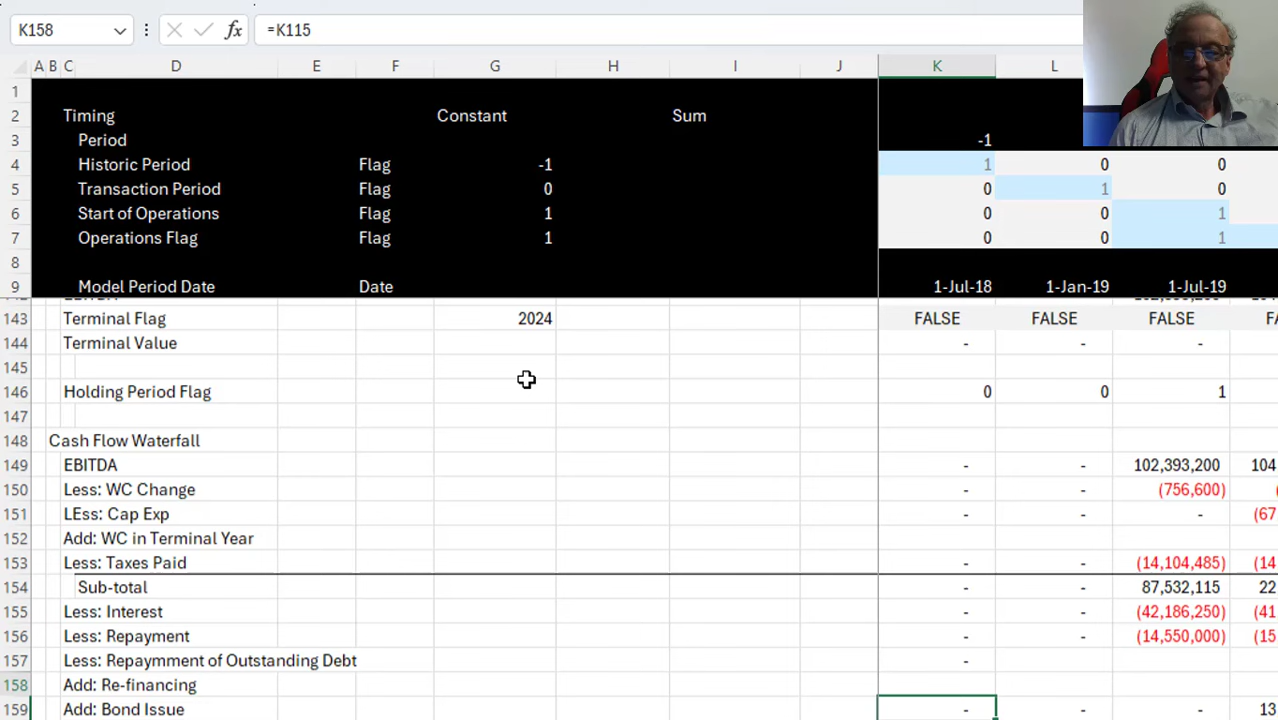 K158 fx =K115
A B C D E F G H I J K L
1
2 Timing Constant Sum
3 Period -1
4 Historic Period Flag -1 1 0 0
5 Transaction Period Flag 0 0 1 0
6 Start of Operations Flag 1 0 0 1
7 Operations Flag Flag 1 0 0 1
8
9 Model Period Date Date 1-Jul-18 1-Jan-19 1-Jul-19
143 Terminal Flag 2024 FALSE FALSE FALSE
144 Terminal Value - - -
145
146 Holding Period Flag 0 0 1
147
148 Cash Flow Waterfall
149 EBITDA - - 102,393,200 104
150 Less: WC Change - - (756,600)
151 LEss: Cap Exp - - - (67
152 Add: WC in Terminal Year
153 Less: Taxes Paid - - (14,104,485) (14
154 Sub-total - - 87,532,115 22
155 Less: Interest - - (42,186,250) (41
156 Less: Repayment - - (14,550,000) (15
157 Less: Repaymment of Outstanding Debt -
158 Add: Re-financing
159 Add: Bond Issue - - - 13